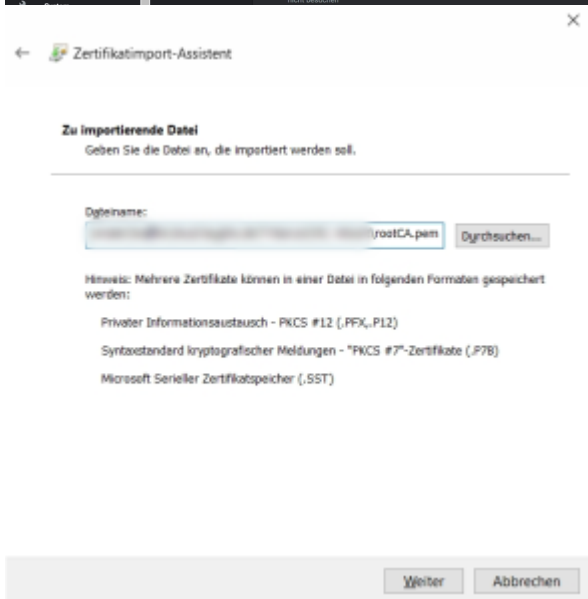 nicht besuchen
Zertifikatimport-Assistent
Zu importierende Datei
Geben Sie die Datei an, die importiert werden soll.
Dateiname:
\rootCA.pem
Durchsuchen...
Hinweis: Mehrere Zertifikate können in einer Datei in folgenden Formaten gespeichert
werden:
Privater Informationsaustausch - PKCS #12 (.PFX,.P12)
Syntaxstandard kryptografischer Meldungen - "PKCS #7"-Zertifikate (.P7B)
Microsoft Serieller Zertifikatspeicher (.SST)
Weiter
Abbrechen